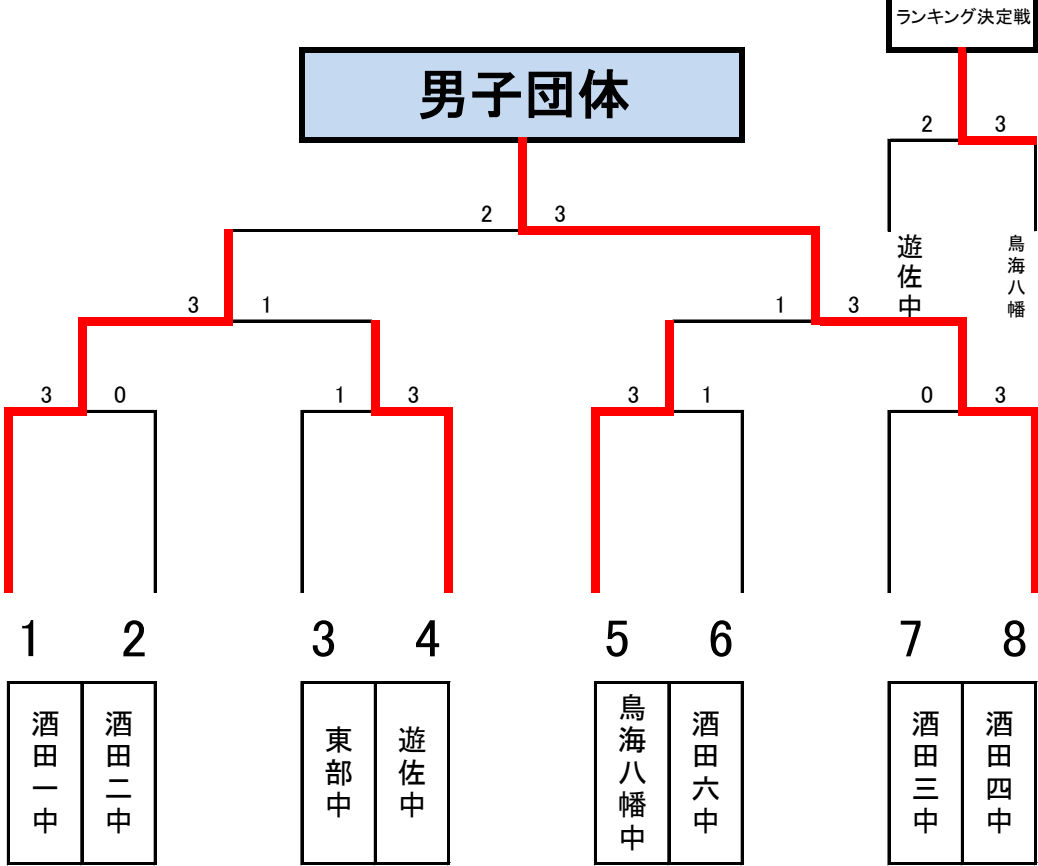 ランキング決定戦
男子団体
2 3
2 3
遊佐中
鳥海八幡
3 1
1 3
3 0
1 3
3 1
0 3
1 2 3 4 5 6 7 8
酒田一中
酒田二中
東部中
遊佐中
鳥海八幡中
酒田六中
酒田三中
酒田四中